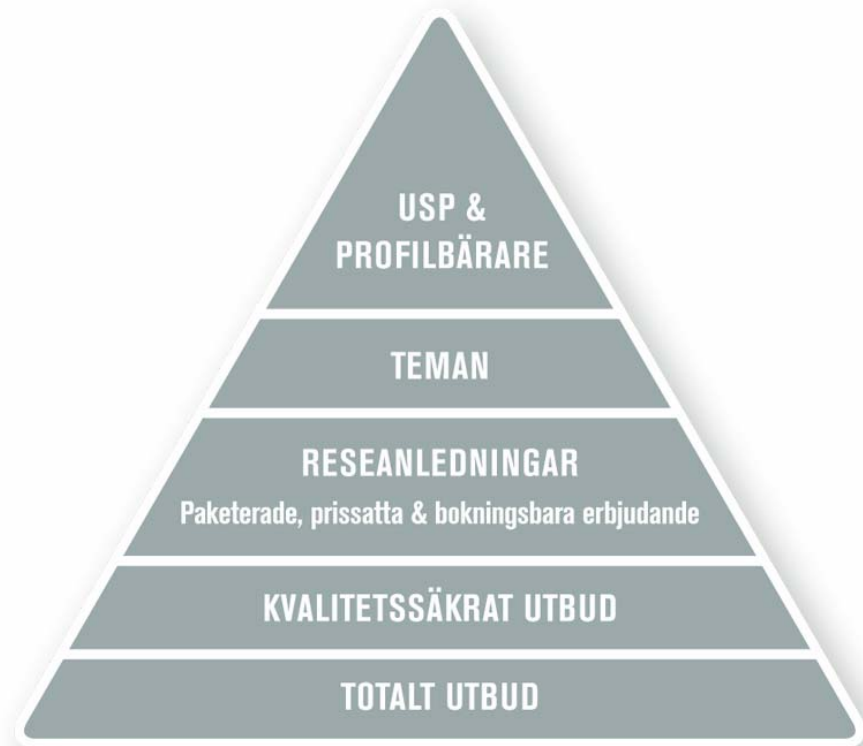 USP &
PROFILBÄRARE
TEMAN
RESEANLEDNINGAR
Paketerade, prissatta & bokningsbara erbjudande
KVALITETSSÄKRAT UTBUD
TOTALT UTBUD